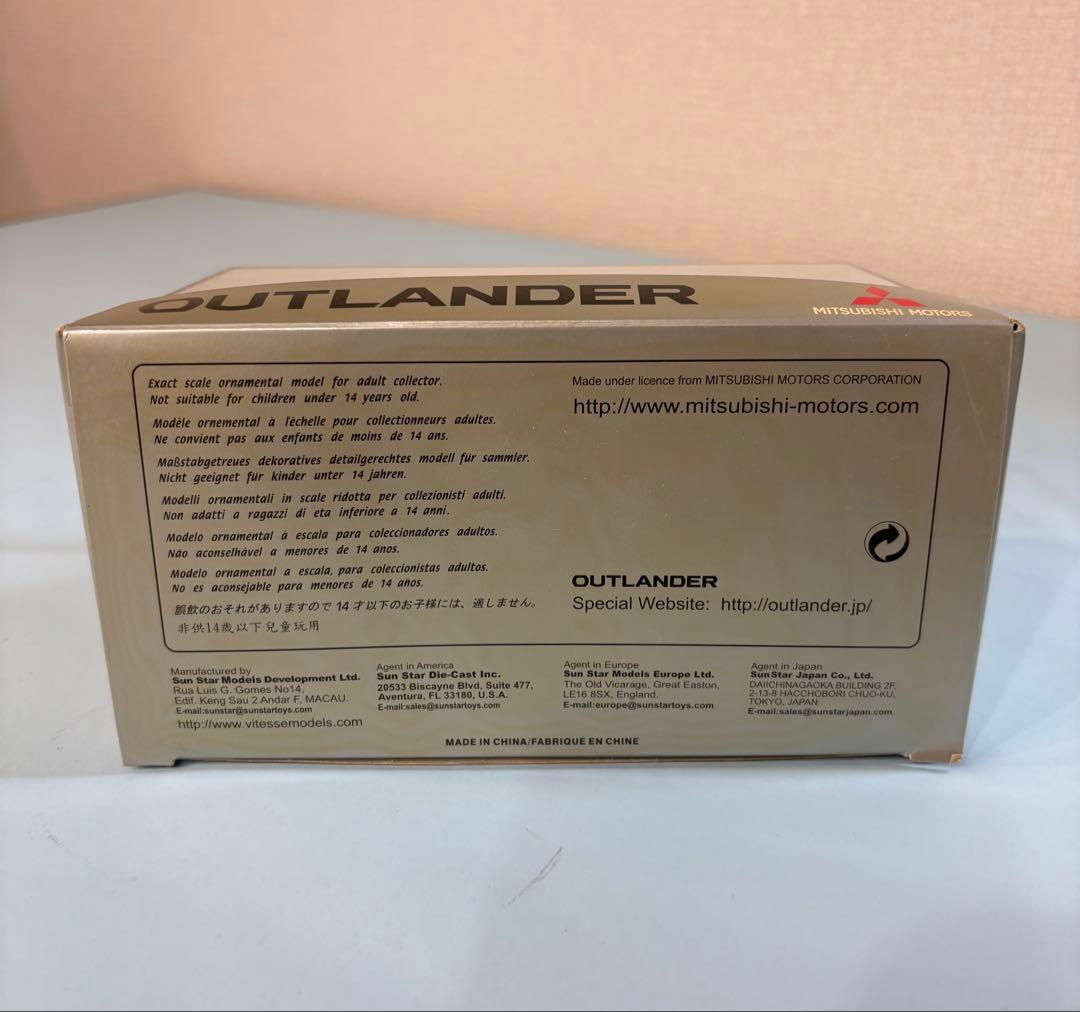 OUTLANDER
MITSUBISHI MOTORS
Exact scale ornamental model for adult collector.
Not suitable for children under 14 years old.
Modèle ornemental à l'échelle pour collectionneurs adultes.
Ne convient pas aux enfants de moins de 14 ans.
Maßstabgetreues dekoratives detailgerechtes modell für sammler.
Nicht geeignet für kinder unter 14 jahren.
Modelli ornamentali in scale ridotta per collezionisti adulti.
Non adatti a ragazzi di eta inferiore a 14 anni.
Modelo ornamental à escala para coleccionadores adultos.
Não aconselhável a menores de 14 anos.
Modelo ornamental a escala, para coleccionistas adultos.
No es aconsejable para menores de 14 años.
誤飲のおそれがありますので 14 才以下のお子様には、適しません。
非供14歲以下兒童玩用
Made under licence from MITSUBISHI MOTORS CORPORATION
http://www.mitsubishi-motors.com
OUTLANDER
Special Website: http://outlander.jp/
Manufactured by
Sun Star Models Development Ltd.
Rua Luis G. Gomes No14,
Edif. Keng Sau 2 Andar F, MACAU.
E-mail:sunstar@sunstartoys.com
http://www.vitessemodels.com
Agent in America
Sun Star Die-Cast Inc.
20533 Biscayne Blvd, Suite 477,
Aventura, FL 33180, U.S.A.
E-mail:sales@sunstartoys.com
Agent in Europe
Sun Star Models Europe Ltd.
The Old Vicarage, Great Easton,
LE16 8SX, England.
E-mail:europe@sunstartoys.com
Agent in Japan
Sun Star Japan Co., Ltd.
DAIICHINAGAOKA BUILDING 2F,
2-13-8 HACCHOBORI CHUO-KU,
TOKYO, JAPAN
E-mail:sales@sunstarjapan.com
MADE IN CHINA/FABRIQUÉ EN CHINE